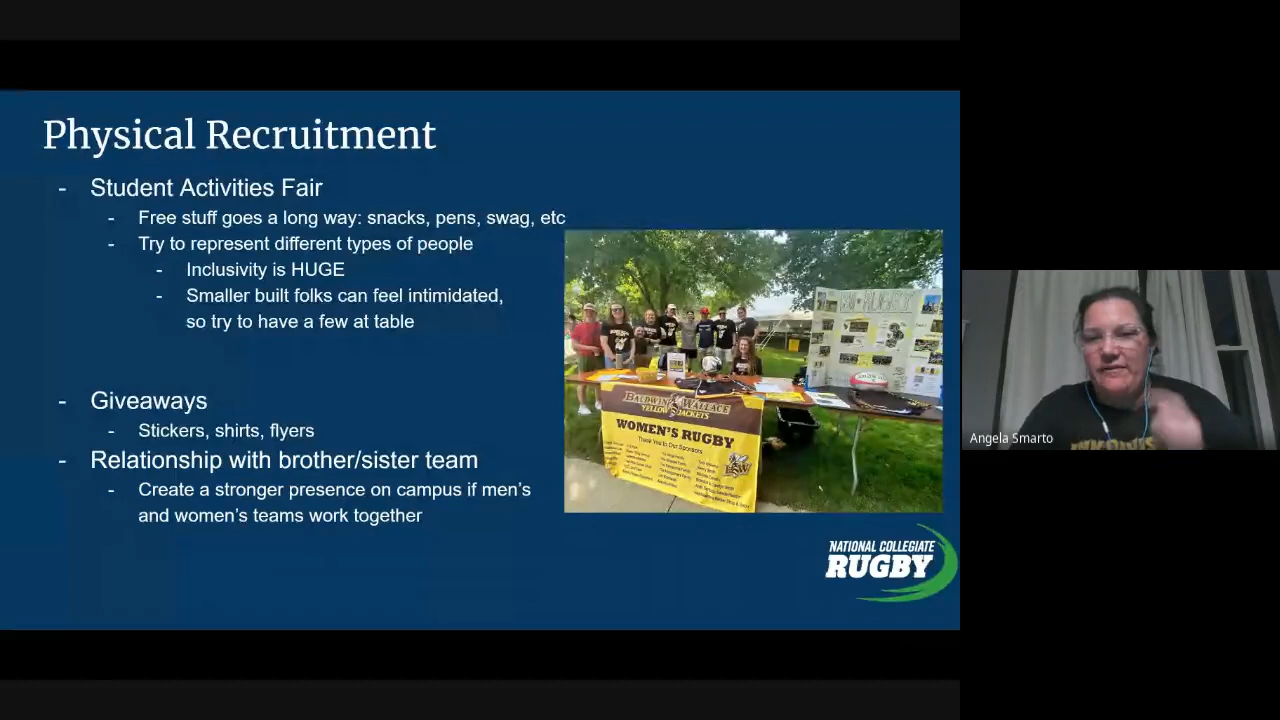 Physical Recruitment
- Student Activities Fair
- Free stuff goes a long way: snacks, pens, swag, etc
- Try to represent different types of people
- Inclusivity is HUGE
- Smaller built folks can feel intimidated,
so try to have a few at table
- Giveaways
- Stickers, shirts, flyers
- Relationship with brother/sister team
- Create a stronger presence on campus if men's
and women's teams work together
BALDWIN WALLACE
YELLOW JACKETS
WOMEN'S RUGBY
Thank You to Our Sponsors
NATIONAL COLLEGIATE
RUGBY
Angela Smarto